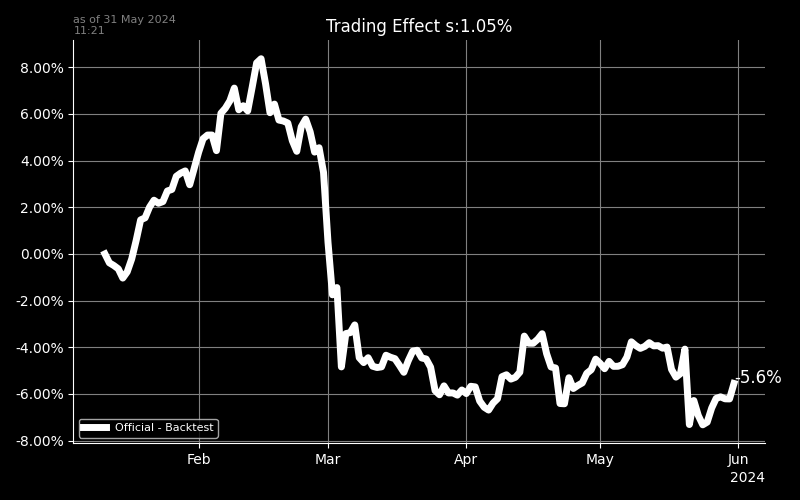 as of 31 May 2024
11:21
Trading Effect s:1.05%
8.00%
6.00%
4.00%
2.00%
0.00%
-2.00%
-4.00%
-6.00%
-8.00%
-5.6%
Official - Backtest
Feb
Mar
Apr
May
Jun
2024